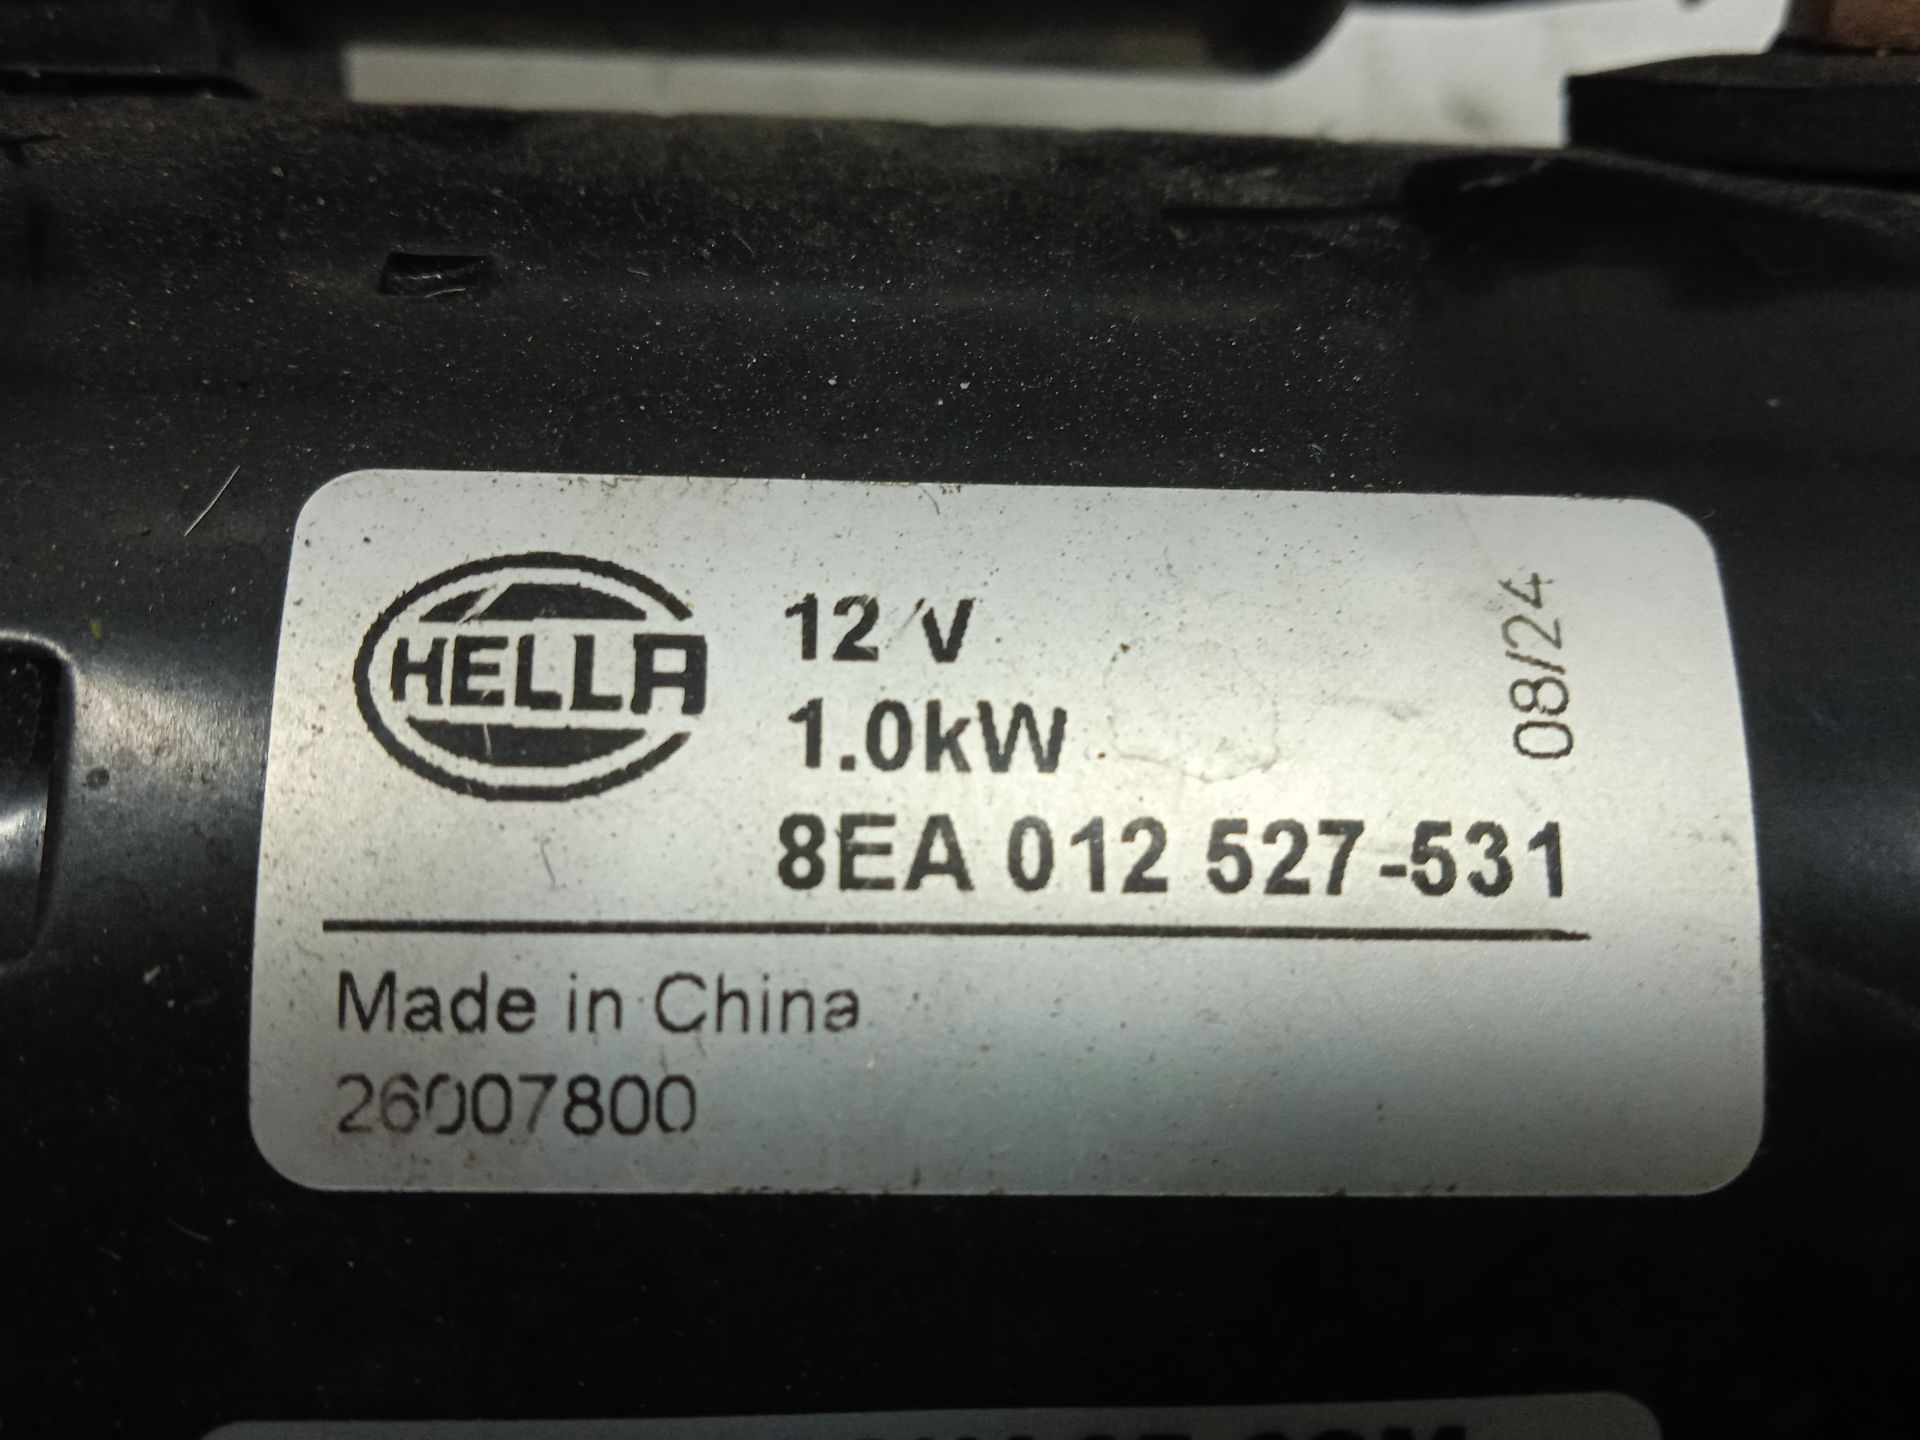 HELLA
12 V
1.0kW
8EA 012 527-531
08/24
Made in China
26007800